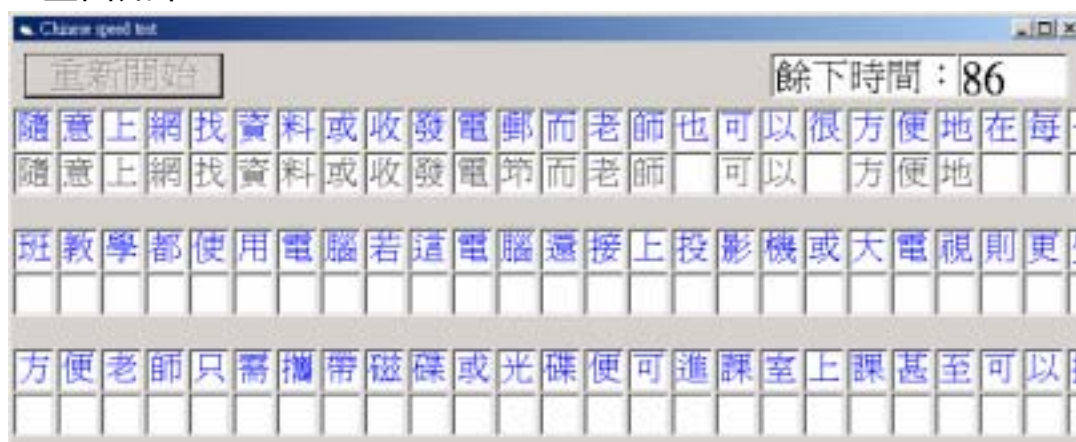 Chinese speed test
重新開始
餘下時間：86
隨意上網找資料或收發電郵而老師也可以很方便地在每
隨意上網找資料或收發電笻而老師 可以 方便地
班教學都使用電腦若這電腦還接上投影機或大電視則更
方便老師只需攜帶磁碟或光碟便可進課室上課甚至可以